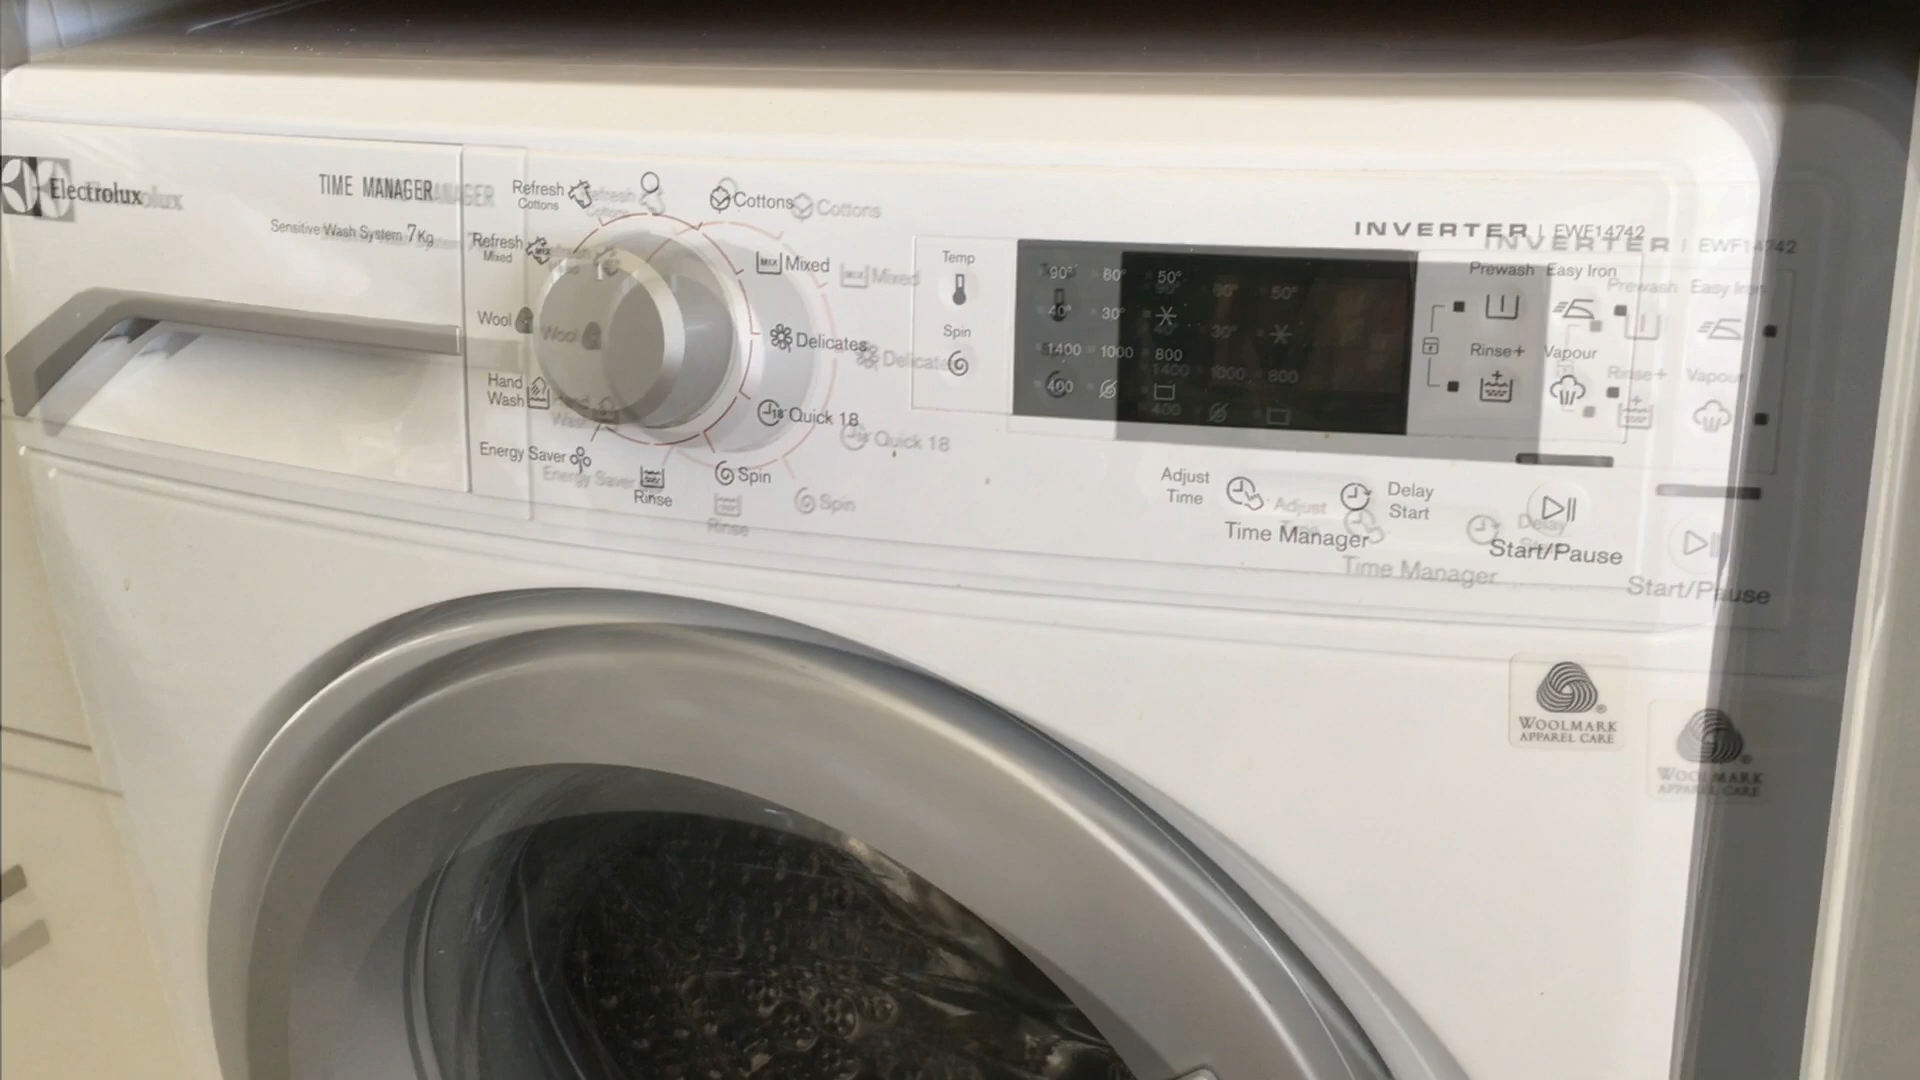 Electrolux
TIME MANAGER
Sensitive Wash System 7Kg
Refresh
Cottons
Refresh
Mixed
Wool
Hand
Wash
Energy Saver
Rinse
Spin
Quick 18
Delicates
Mixed
Cottons
Temp
Spin
90° 60° 50°
40° 30°
1400 1000 800
400
INVERTER | EWF14742
Prewash Easy Iron
Rinse+ Vapour
Adjust
Time
Time Manager
Delay
Start
Start/Pause
WOOLMARK
APPAREL CARE